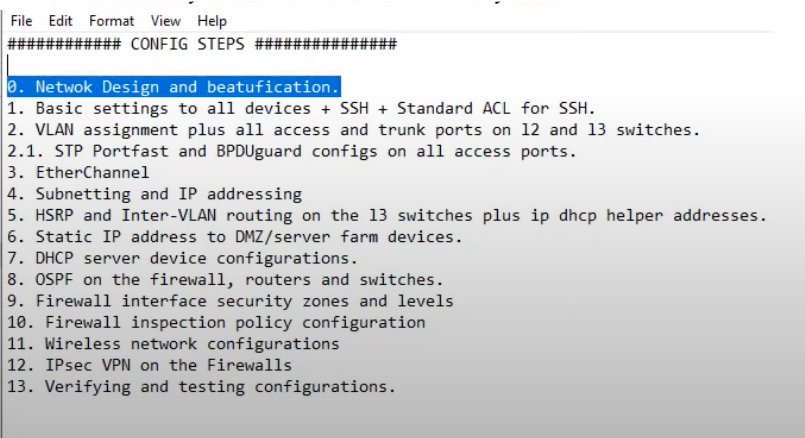 File Edit Format View Help
############ CONFIG STEPS ###############
0. Netwok Design and beatufication.
1. Basic settings to all devices + SSH + Standard ACL for SSH.
2. VLAN assignment plus all access and trunk ports on l2 and l3 switches.
2.1. STP Portfast and BPDUguard configs on all access ports.
3. EtherChannel
4. Subnetting and IP addressing
5. HSRP and Inter-VLAN routing on the l3 switches plus ip dhcp helper addresses.
6. Static IP address to DMZ/server farm devices.
7. DHCP server device configurations.
8. OSPF on the firewall, routers and switches.
9. Firewall interface security zones and levels
10. Firewall inspection policy configuration
11. Wireless network configurations
12. IPsec VPN on the Firewalls
13. Verifying and testing configurations.